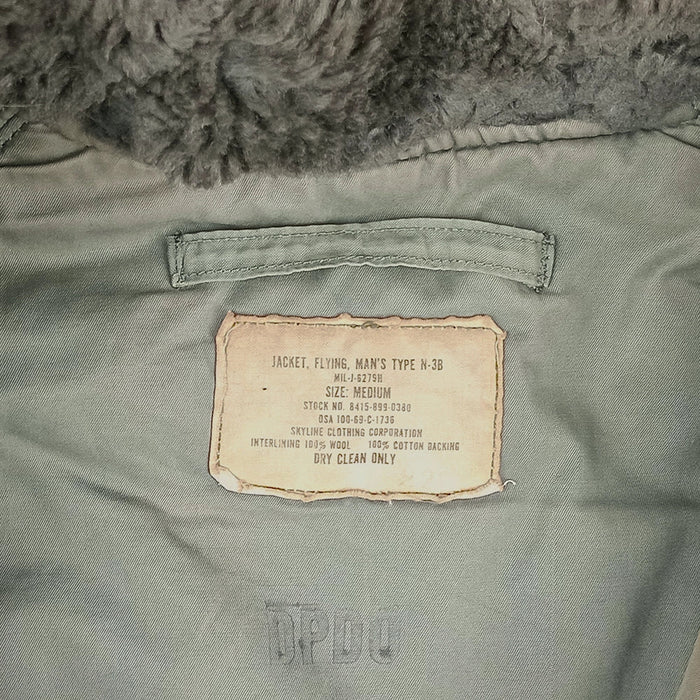 JACKET, FLYING, MAN'S TYPE N-3B
MIL-J-6279H
SIZE: MEDIUM
STOCK NO. 8415-899-0380
DSA 100-69-C-1736
SKYLINE CLOTHING CORPORATION
INTERLINING 100% WOOL 100% COTTON BACKING
DRY CLEAN ONLY
DPDO